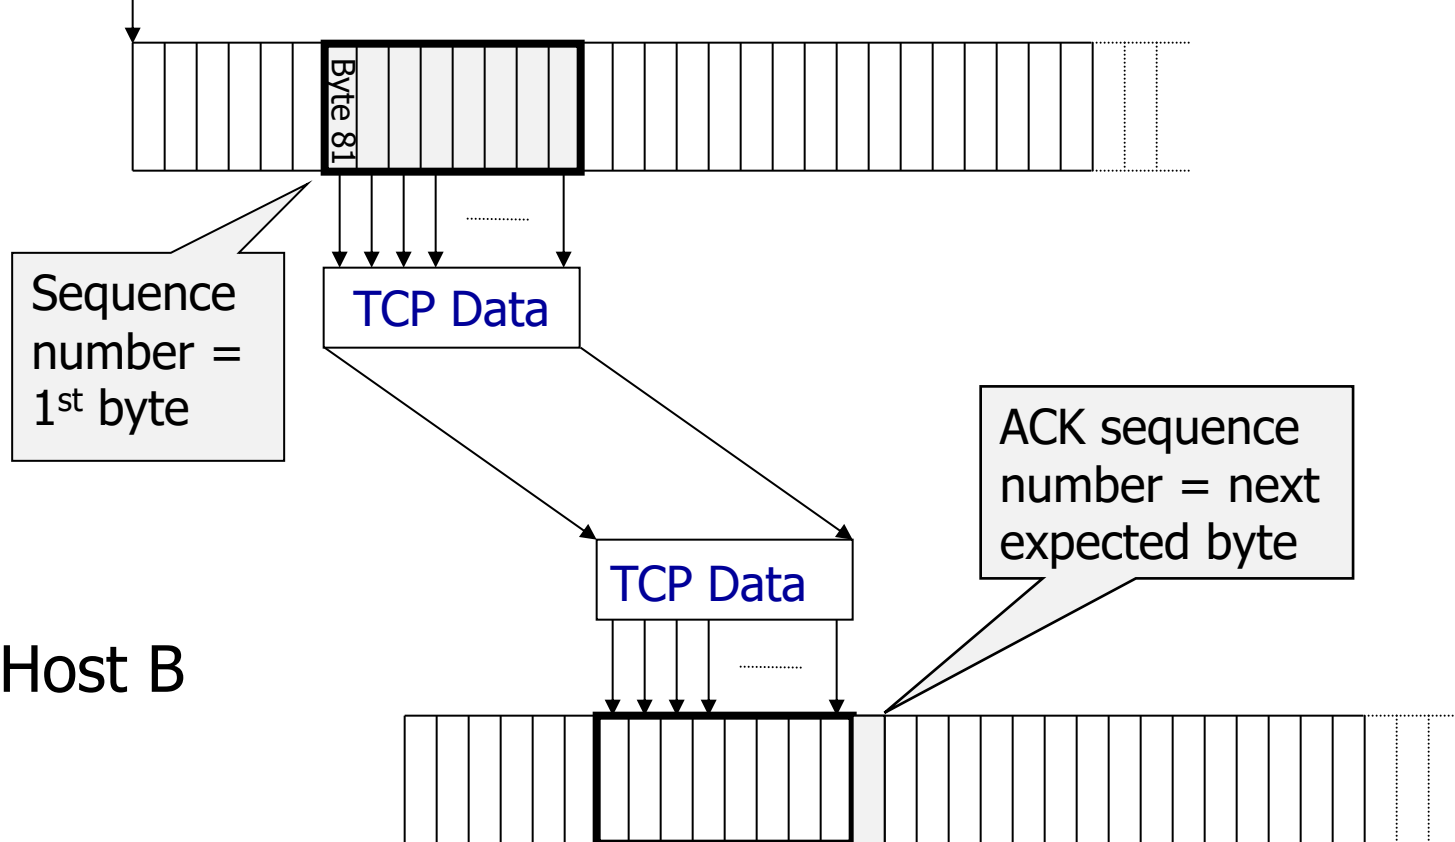 Byte 81
Sequence
number =
1st byte
TCP Data
ACK sequence
number = next
expected byte
TCP Data
Host B